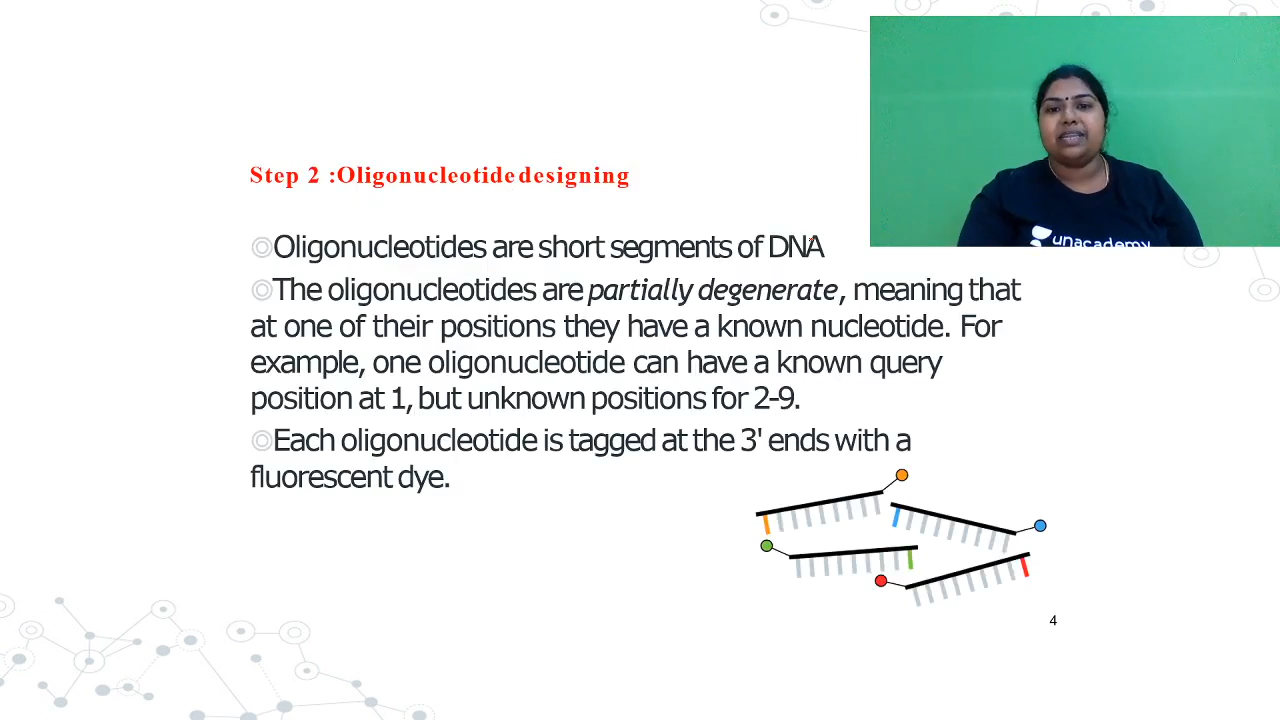 Step 2 :Oligonucleotide designing
Oligonucleotides are short segments of DNA
The oligonucleotides are partially degenerate, meaning that
at one of their positions they have a known nucleotide. For
example, one oligonucleotide can have a known query
position at 1, but unknown positions for 2-9.
Each oligonucleotide is tagged at the 3' ends with a
fluorescent dye.
4
unacademy